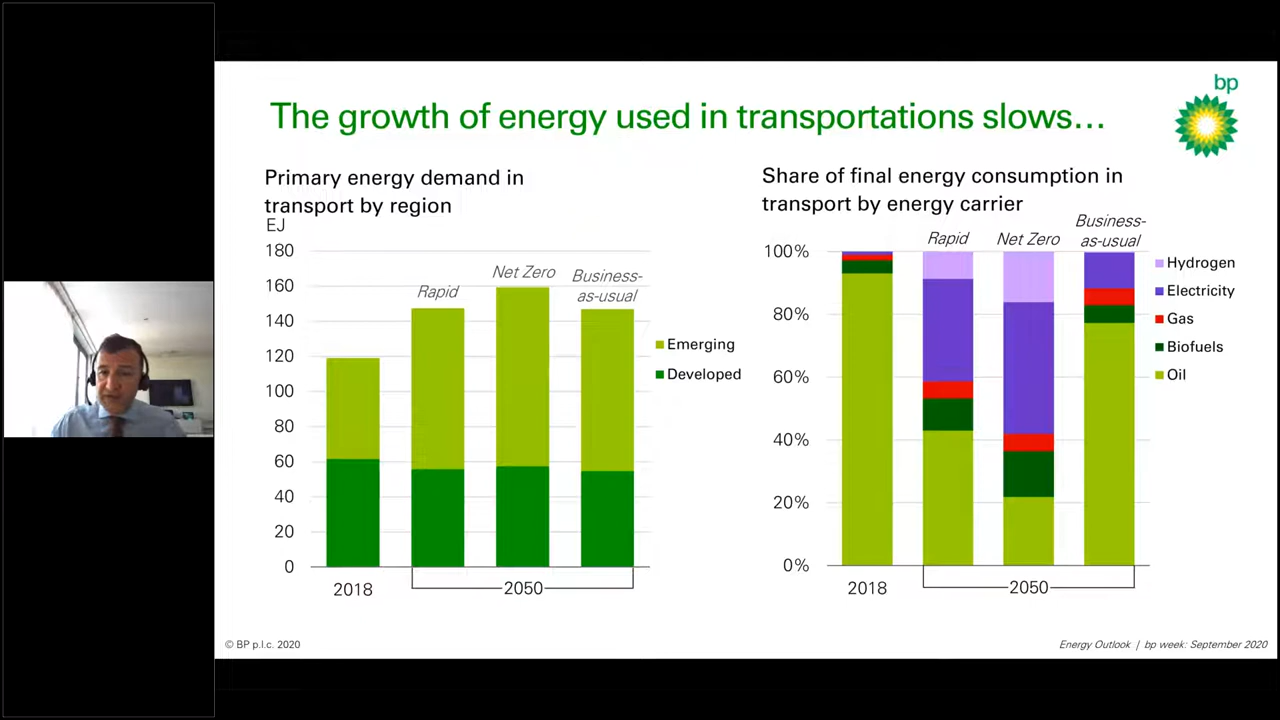 bp
The growth of energy used in transportations slows...
Primary energy demand in
transport by region
EJ
180
160
140
120
100
80
60
40
20
0
Rapid
Net Zero
Business-
as-usual
Emerging
Developed
2018
2050
Share of final energy consumption in
transport by energy carrier
100%
80%
60%
40%
20%
0%
Rapid
Net Zero
Business-
as-usual
Hydrogen
Electricity
Gas
Biofuels
Oil
2018
2050
© BP p.l.c. 2020
Energy Outlook | bp week: September 2020